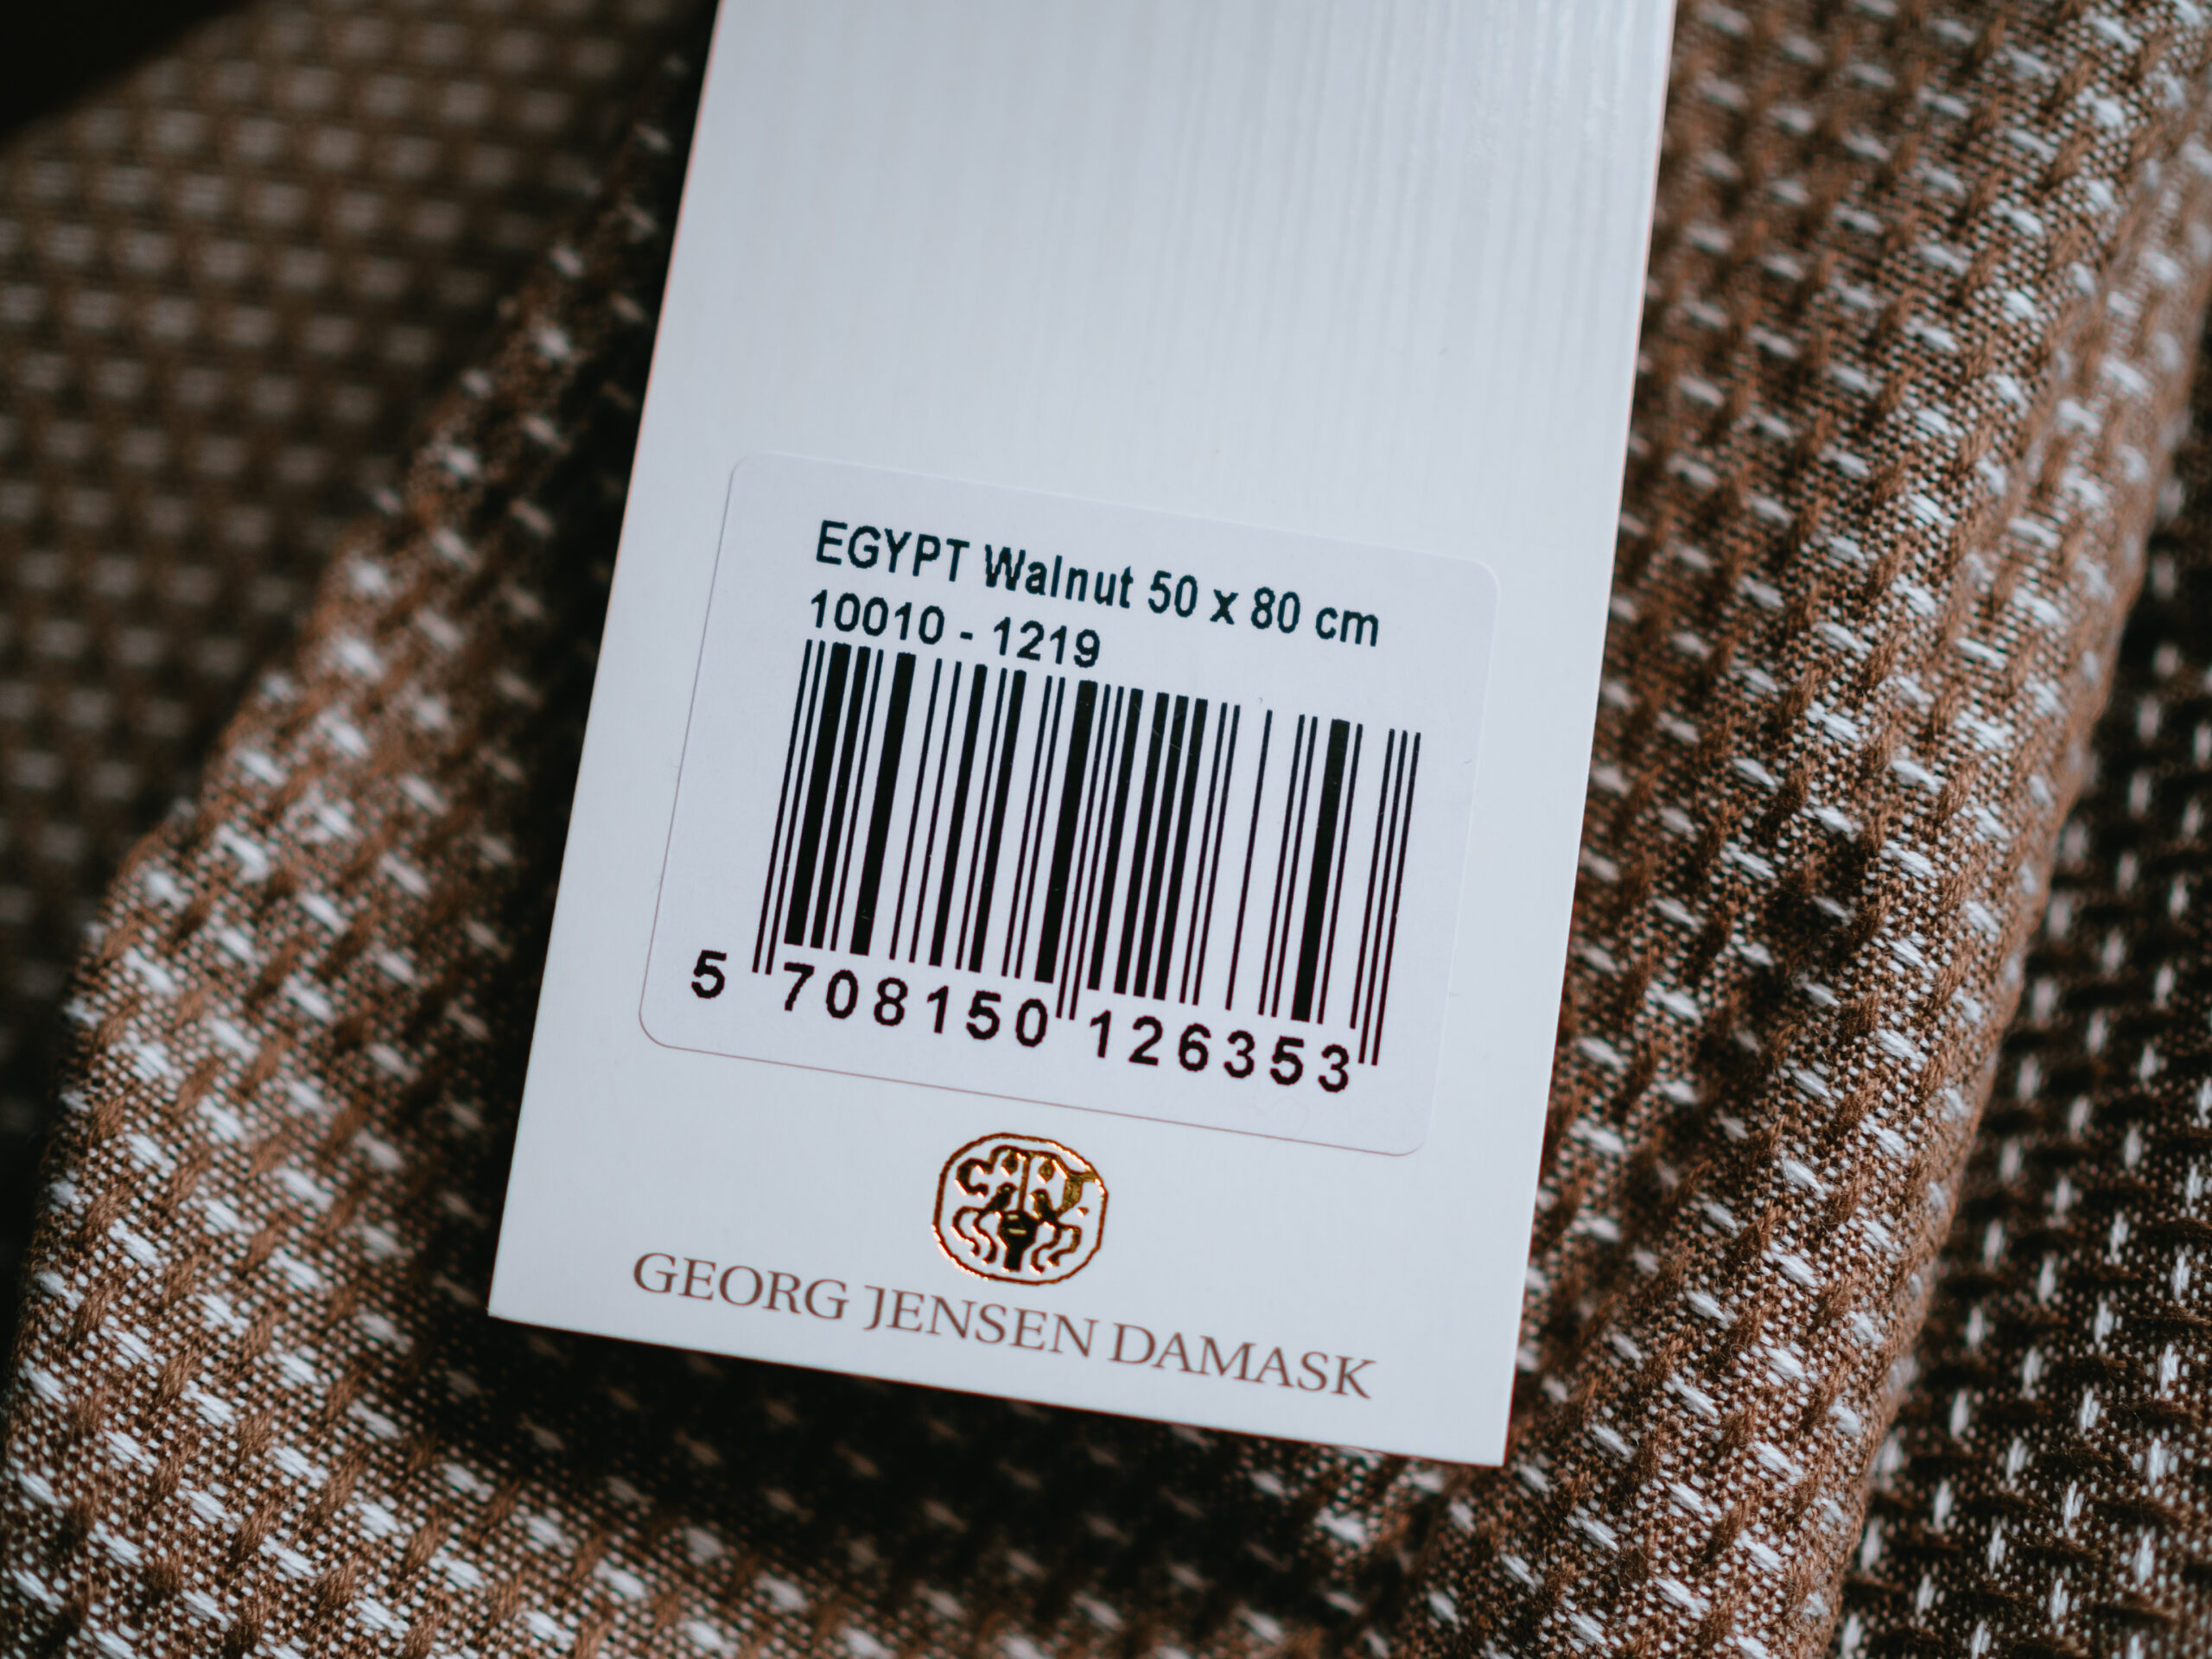 EGYPT Walnut 50 x 80 cm
10010 - 1219
5 708150 126353
GEORG JENSEN DAMASK